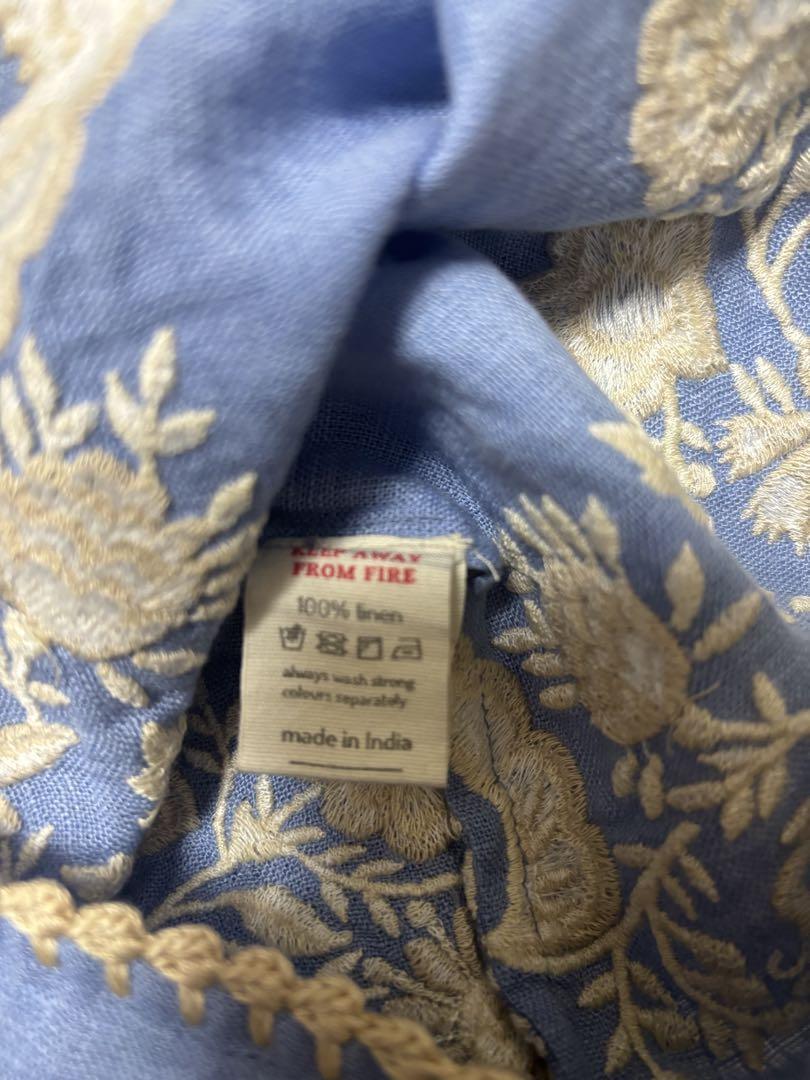 KEEP AWAY
FROM FIRE
100% linen
always wash strong
colours separately
made in India